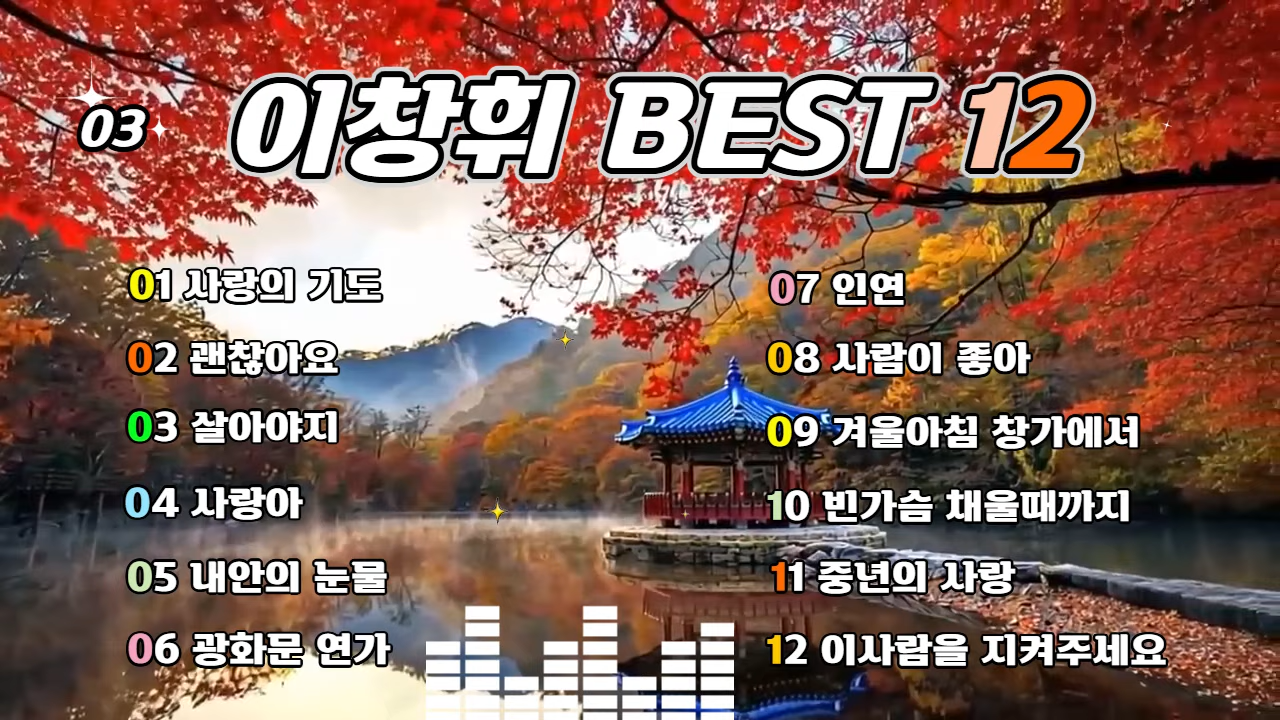 03
이창휘 BEST 12
01 사랑의 기도
02 괜찮아요
03 살아야지
04 사랑아
05 내안의 눈물
06 광화문 연가
07 인연
08 사람이 좋아
09 겨울아침 창가에서
10 빈가슴 채울때까지
11 중년의 사랑
12 이사람을 지켜주세요